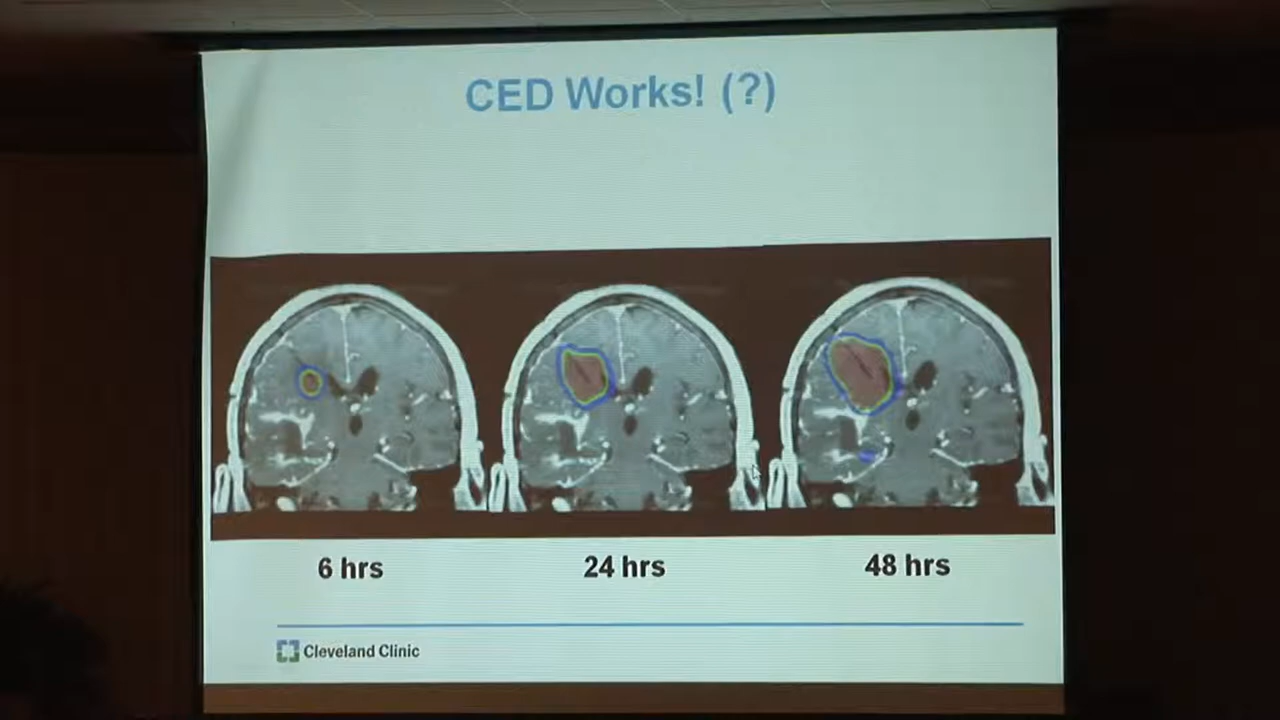 CED Works! (?)
6 hrs
24 hrs
48 hrs
Cleveland Clinic